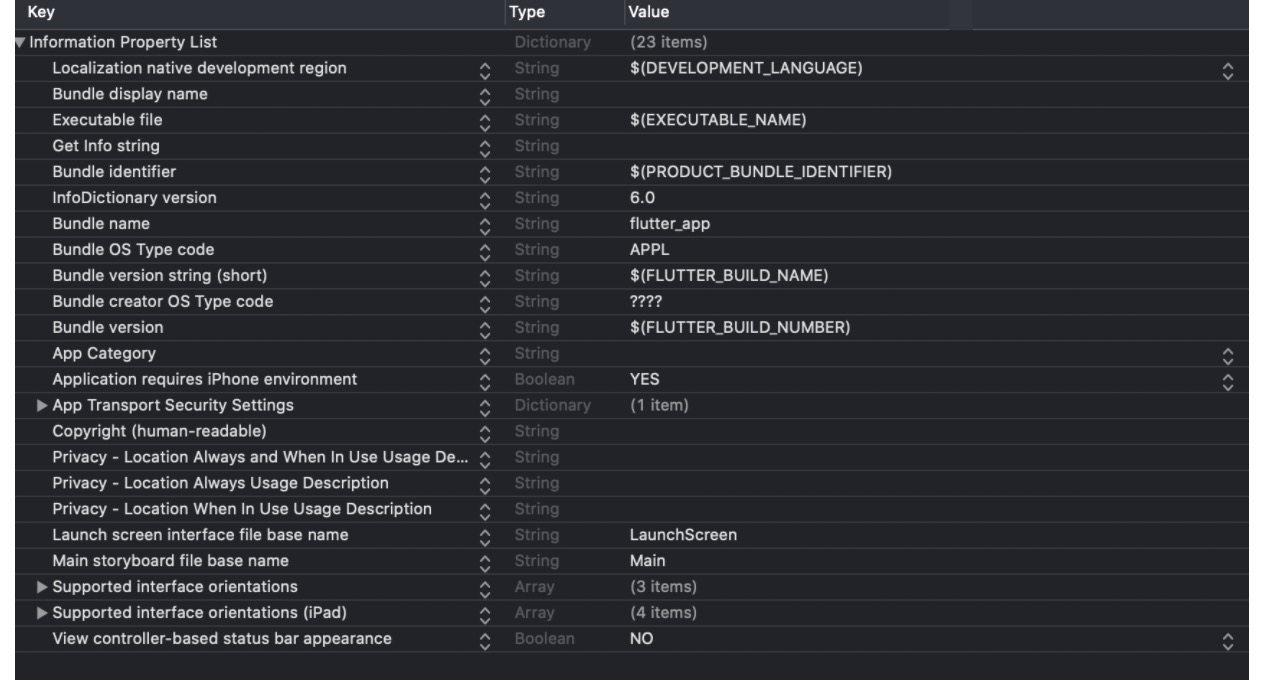 Key Type Value
Information Property List Dictionary (23 items)
Localization native development region String $(DEVELOPMENT_LANGUAGE)
Bundle display name String
Executable file String $(EXECUTABLE_NAME)
Get Info string String
Bundle identifier String $(PRODUCT_BUNDLE_IDENTIFIER)
InfoDictionary version String 6.0
Bundle name String flutter_app
Bundle OS Type code String APPL
Bundle version string (short) String $(FLUTTER_BUILD_NAME)
Bundle creator OS Type code String ????
Bundle version String $(FLUTTER_BUILD_NUMBER)
App Category String
Application requires iPhone environment Boolean YES
App Transport Security Settings Dictionary (1 item)
Copyright (human-readable) String
Privacy - Location Always and When In Use Usage De... String
Privacy - Location Always Usage Description String
Privacy - Location When In Use Usage Description String
Launch screen interface file base name String LaunchScreen
Main storyboard file base name String Main
Supported interface orientations Array (3 items)
Supported interface orientations (iPad) Array (4 items)
View controller-based status bar appearance Boolean NO